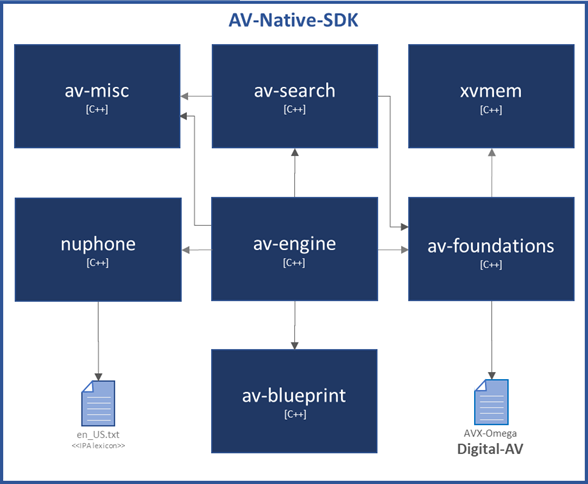 AV-Native-SDK
av-misc
[C++]
av-search
[C++]
xvmem
[C++]
nuphone
[C++]
av-engine
[C++]
av-foundations
[C++]
av-blueprint
[C++]
en_US.txt
<<IPA lexicon>>
AVX-Omega
Digital-AV